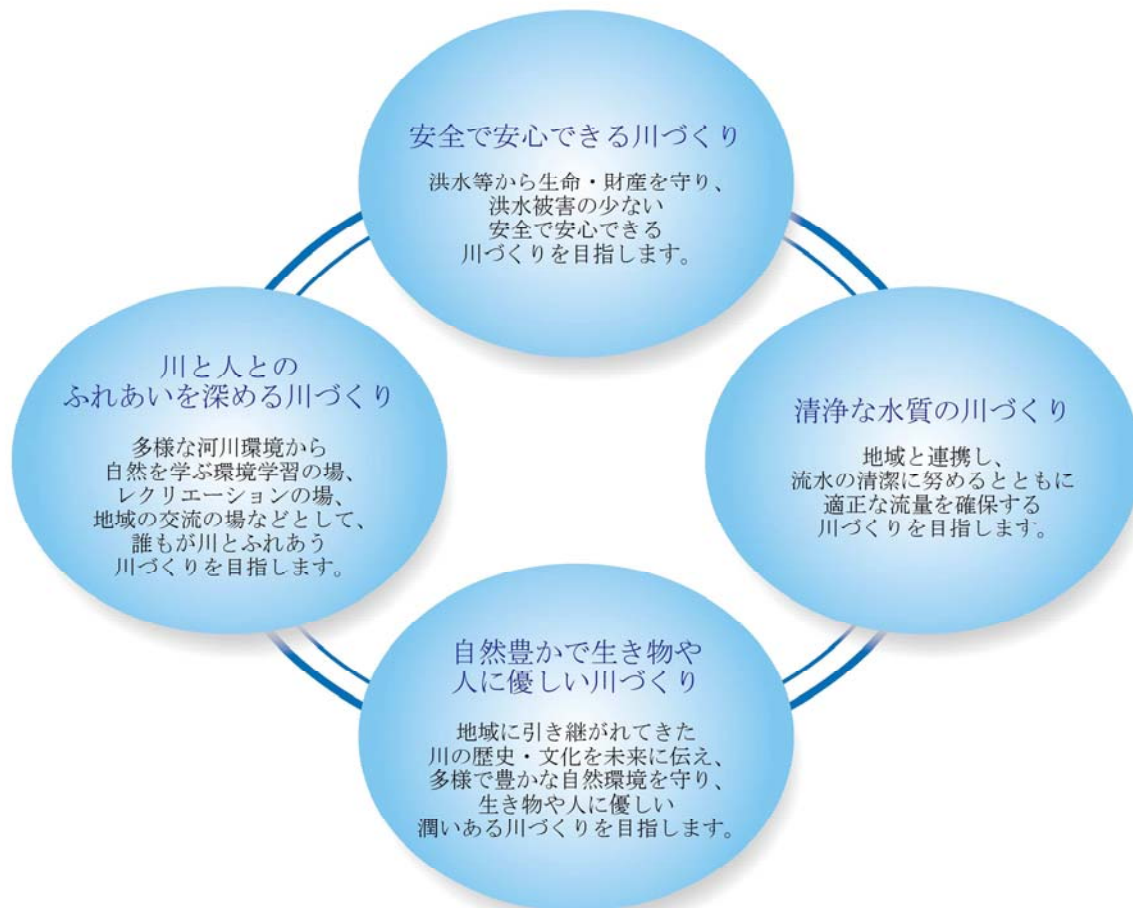 安全で安心できる川づくり
洪水等から生命・財産を守り、
洪水被害の少ない
安全で安心できる
川づくりを目指します。
川と人との
ふれあいを深める川づくり
多様な河川環境から
自然を学ぶ環境学習の場、
レクリエーションの場、
地域の交流の場などとして、
誰もが川とふれあう
川づくりを目指します。
清浄な水質の川づくり
地域と連携し、
流水の清潔に努めるとともに
適正な流量を確保する
川づくりを目指します。
自然豊かで生き物や
人に優しい川づくり
地域に引き継がれてきた
川の歴史・文化を未来に伝え、
多様で豊かな自然環境を守り、
生き物や人に優しい
潤いある川づくりを目指します。